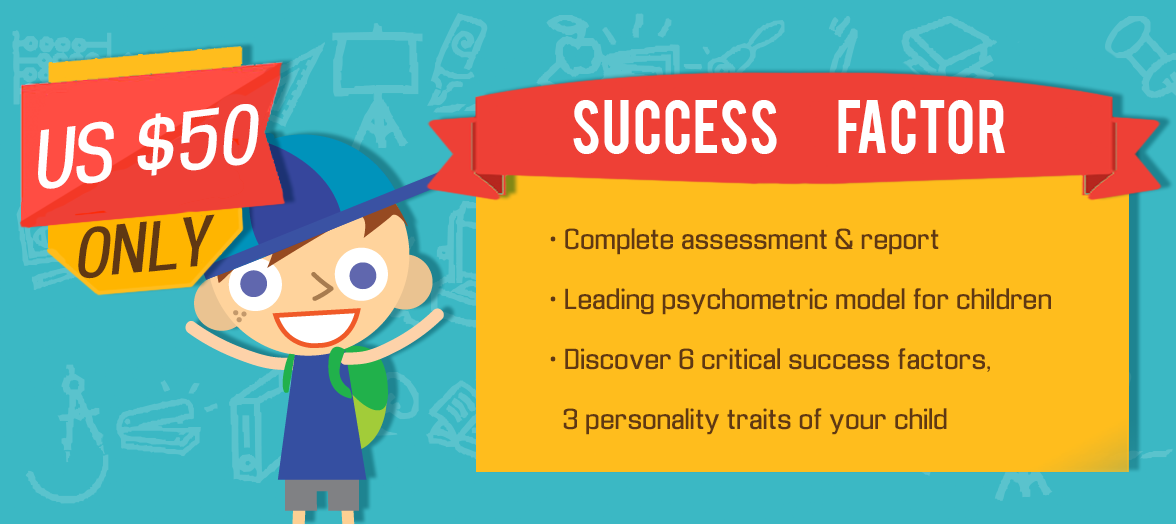 US $50
ONLY
SUCCESS FACTOR
· Complete assessment & report
· Leading psychometric model for children
· Discover 6 critical success factors,
3 personality traits of your child